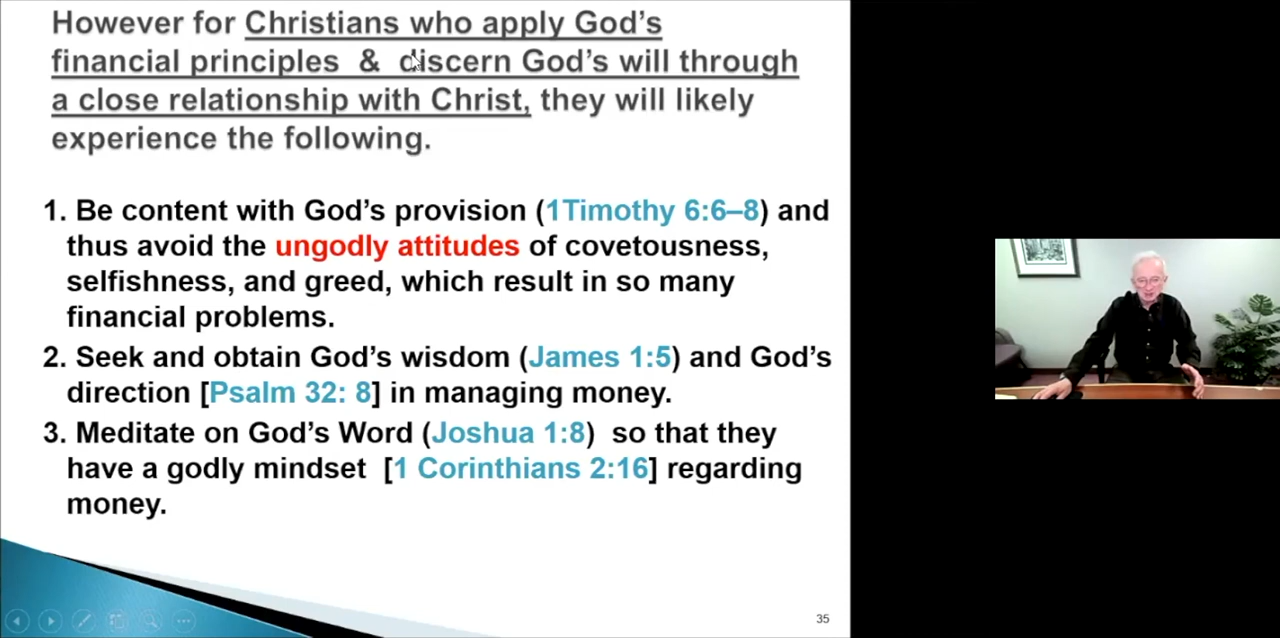 However for Christians who apply God's
financial principles & discern God's will through
a close relationship with Christ, they will likely
experience the following.
1. Be content with God's provision (1Timothy 6:6–8) and
thus avoid the ungodly attitudes of covetousness,
selfishness, and greed, which result in so many
financial problems.
2. Seek and obtain God's wisdom (James 1:5) and God's
direction [Psalm 32: 8] in managing money.
3. Meditate on God's Word (Joshua 1:8) so that they
have a godly mindset [1 Corinthians 2:16] regarding
money.
35